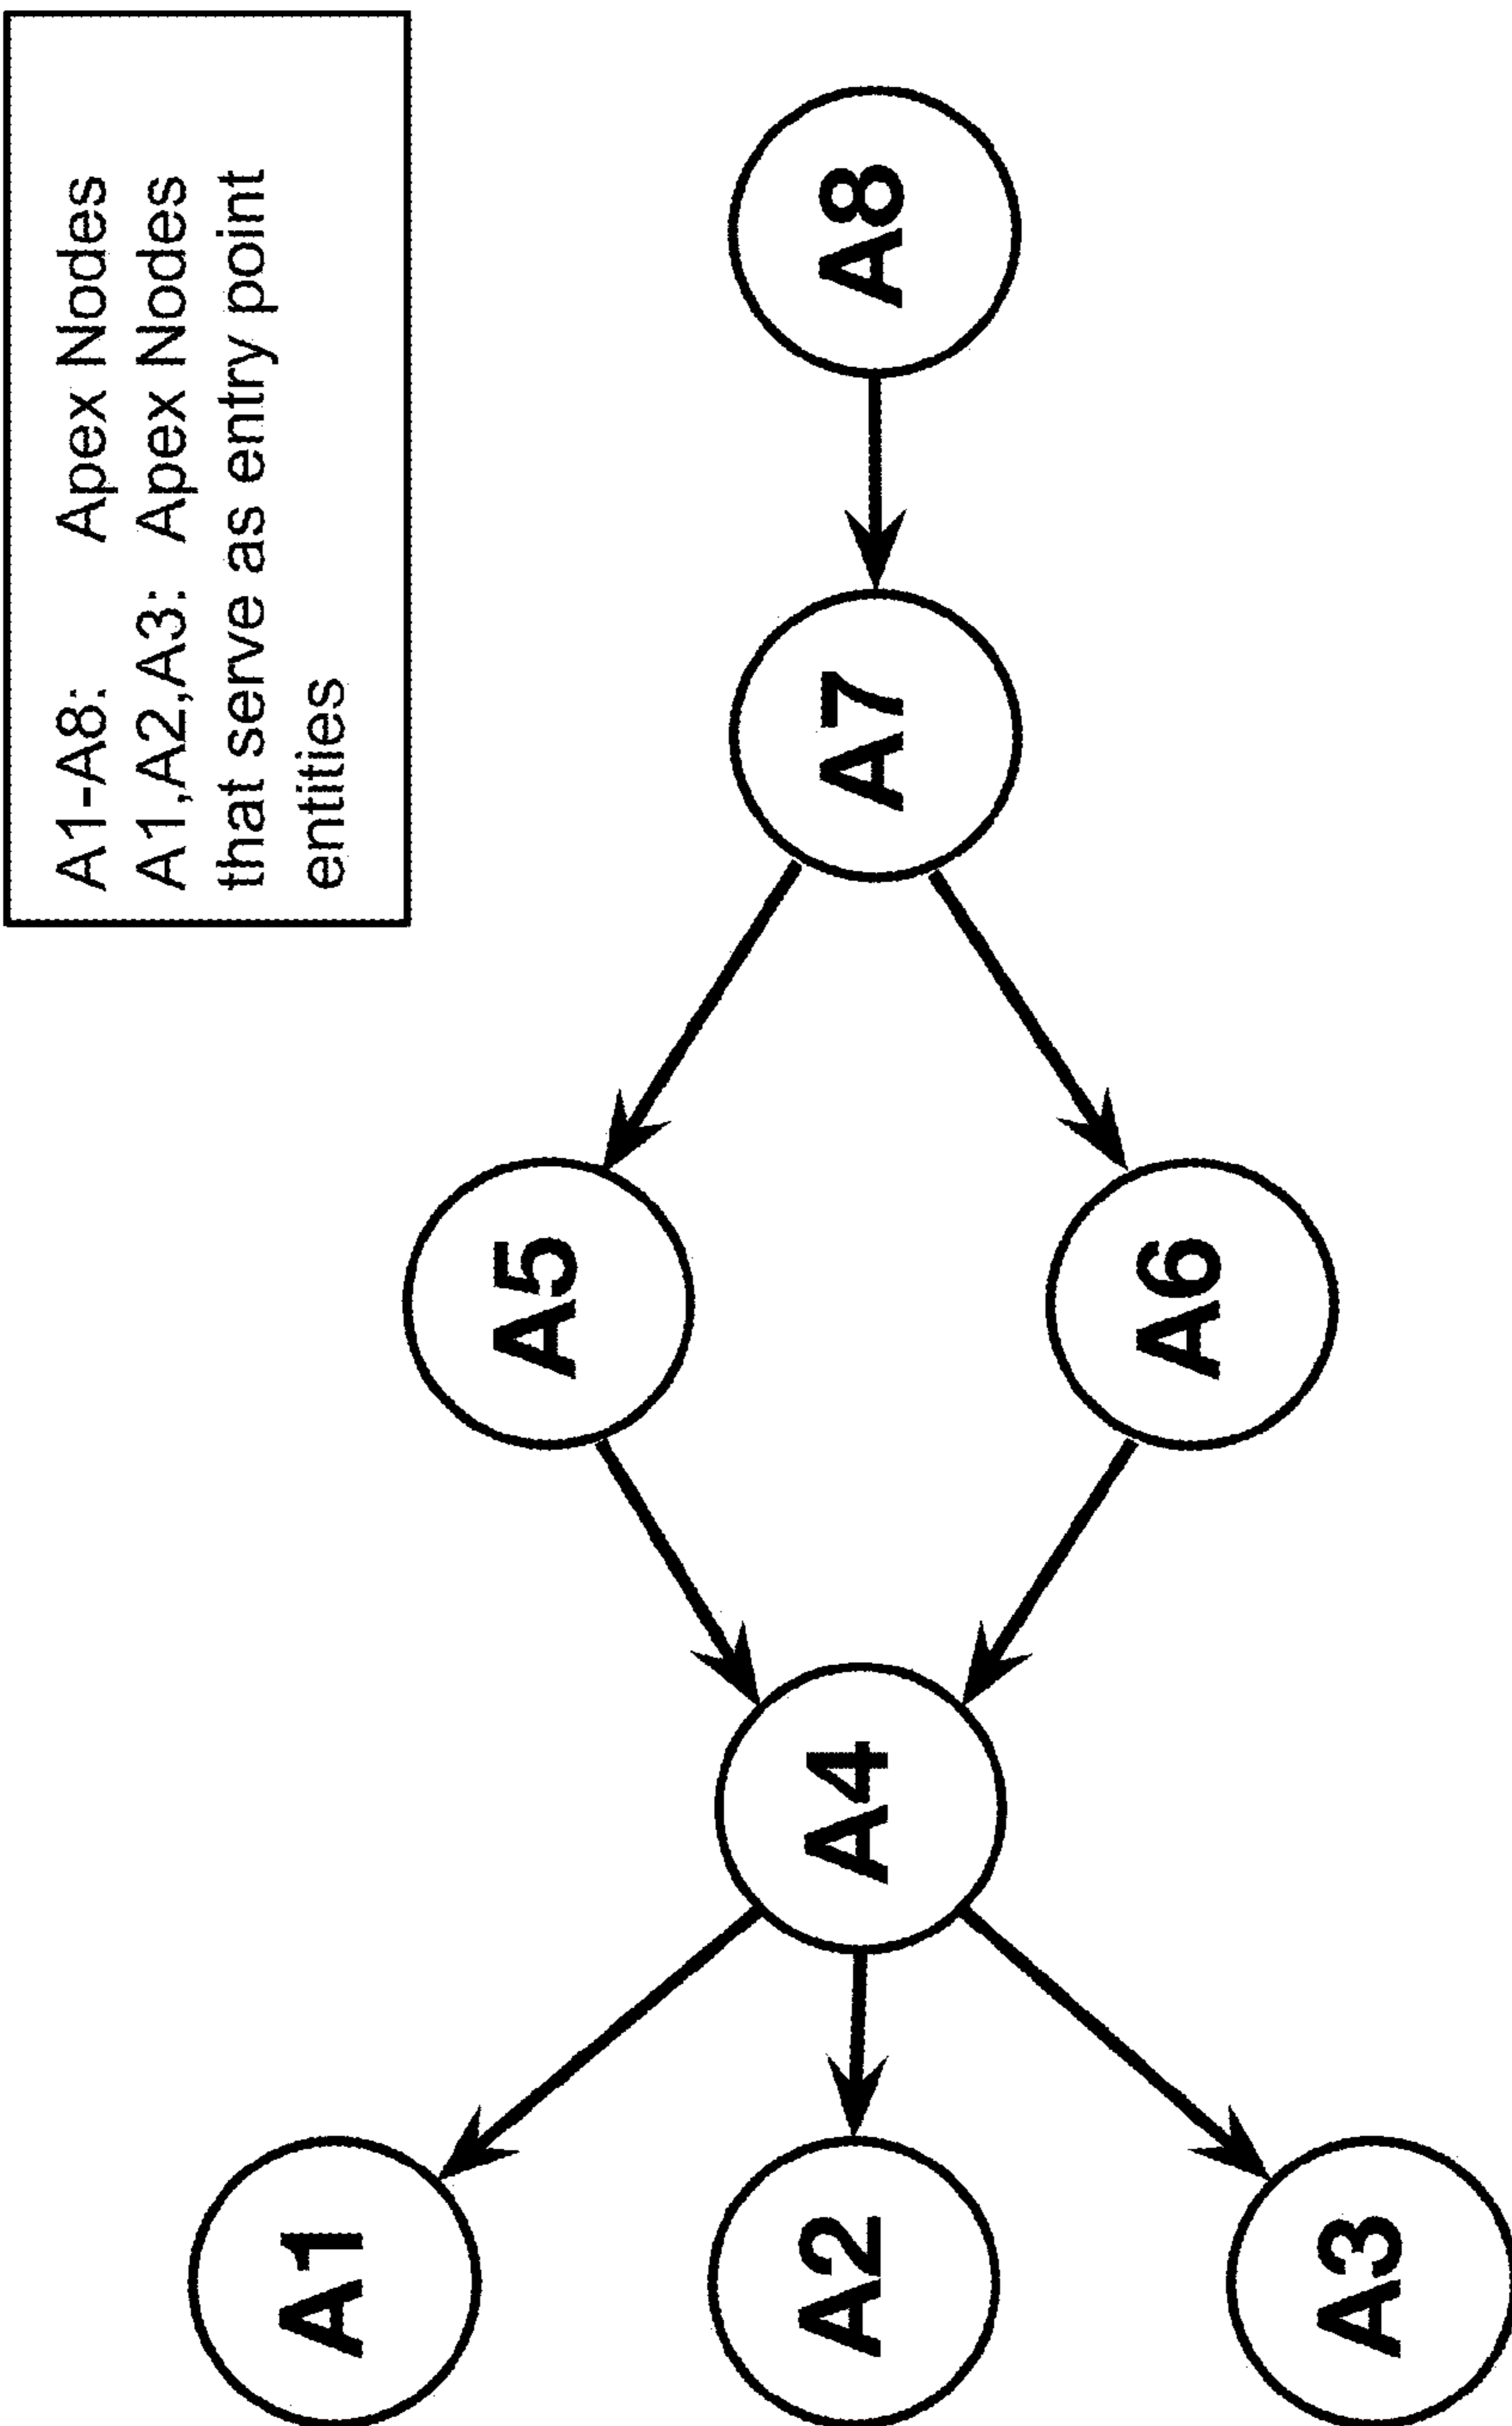 A1-A8: Apex Nodes
A1,A2,A3: Apex Nodes
that serve as entry point
entities
A1
A2
A3
A4
A5
A6
A7
A8